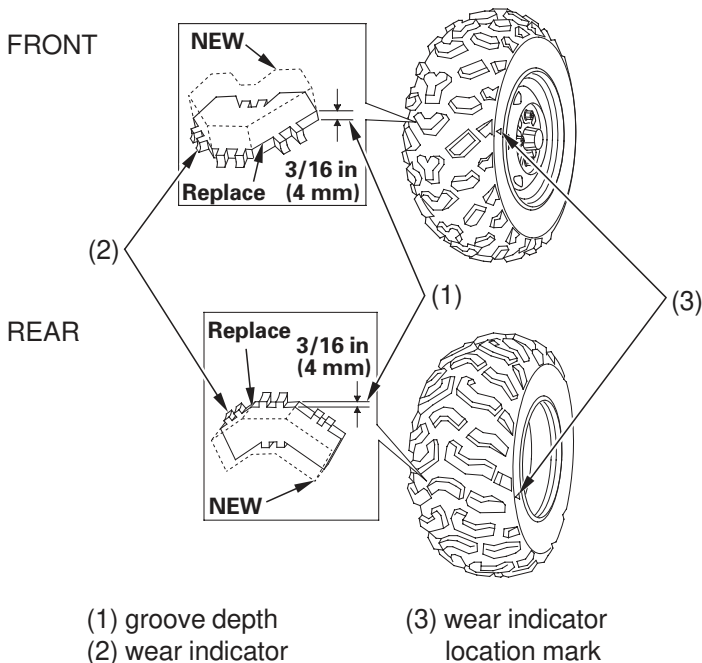 FRONT
NEW
Replace
3/16 in
(4 mm)
(2)
(1)
(3)
REAR
Replace
3/16 in
(4 mm)
NEW
(1) groove depth
(2) wear indicator
(3) wear indicator
location mark